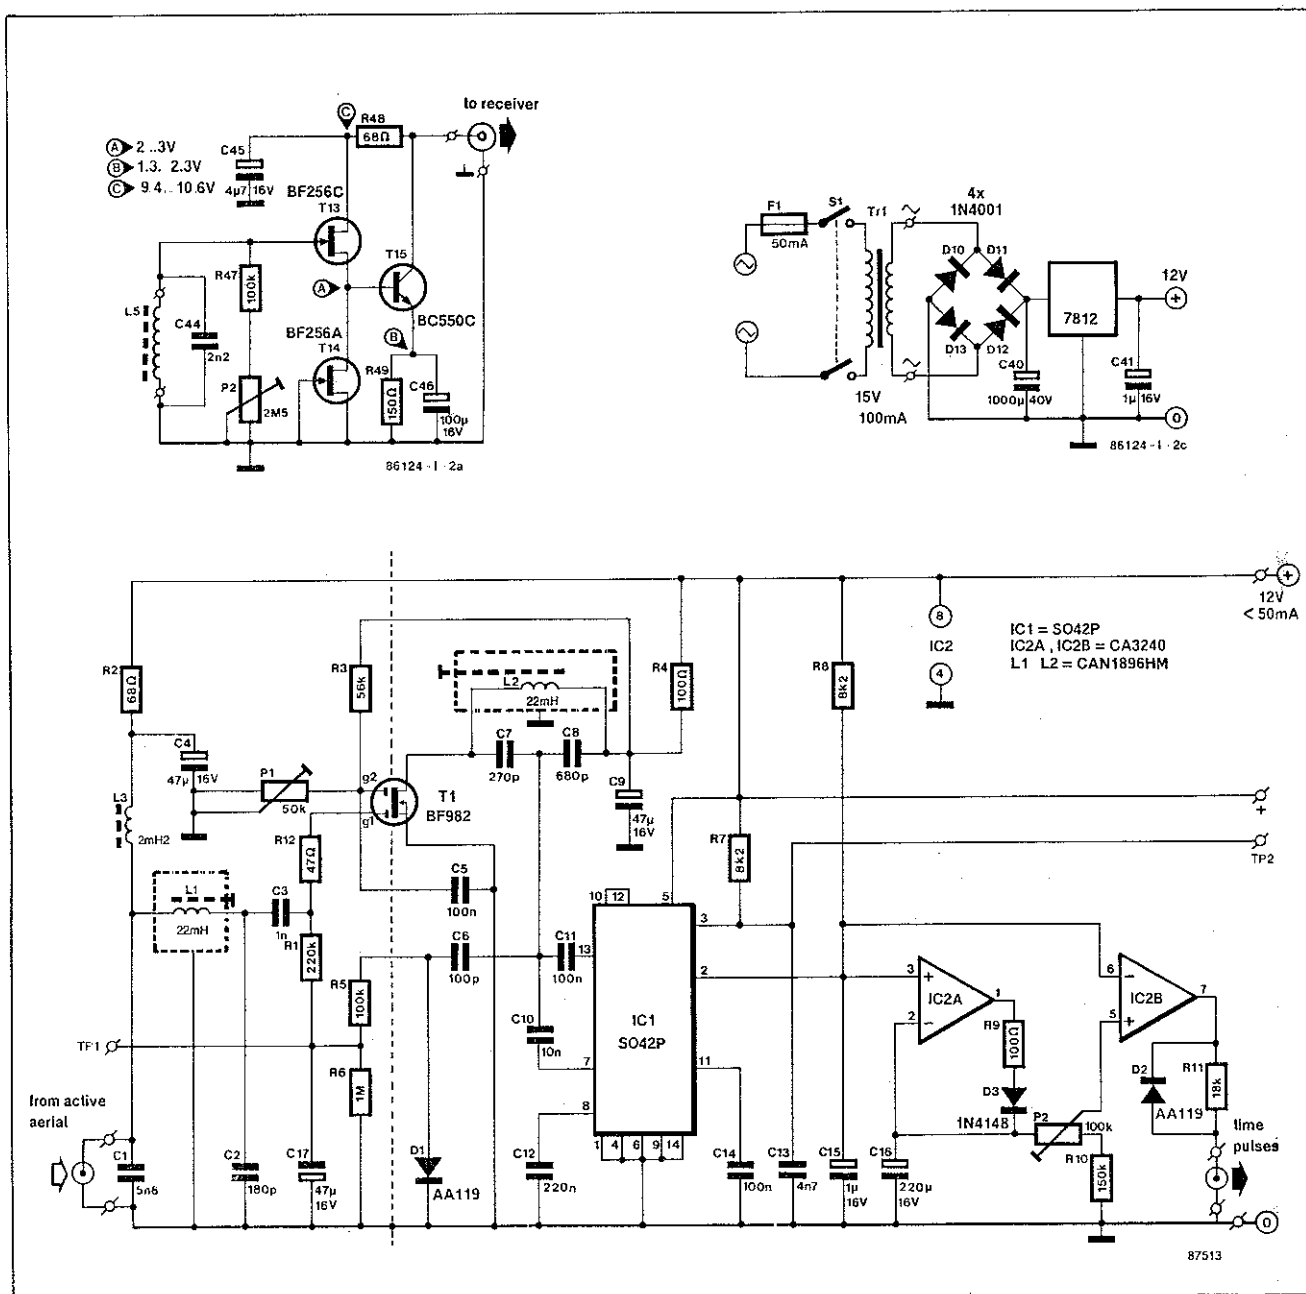 to receiver
C
R48
68Ω
A 2 ..3V
B 1.3. 2.3V
C 9.4.. 10.6V
C45
4µ7 16V
BF256C
T13
T15
R47
100k
A
BC550C
L5
C44
2n2
BF256A
T14
B
R49
150Ω
C46
100µ
16V
P2
2M5
86124 - I - 2a
F1
50mA
S1
Tr1
4x
1N4001
D10
D11
D13
D12
7812
12V
+
C40
1000µ 40V
C41
1µ 16V
15V
100mA
0
86124 - I - 2c
+
12V
< 50mA
8
IC2
4
IC1 = SO42P
IC2A , IC2B = CA3240
L1 L2 = CAN1896HM
R2
68Ω
R3
56k
L2
22mH
R4
100Ω
R8
8k2
C4
47µ 16V
P1
50k
g2
g1
T1
BF982
C7
270p
C8
680p
C9
47µ
16V
+
L3
2mH2
R12
47Ω
R7
8k2
TP2
L1
22mH
C3
1n
R1
220k
C5
100n
10
12
5
3
C6
100p
C11
100n
13
2
R5
100k
IC1
SO42P
C10
10n
7
11
8
1
4
6
9
14
3
+
2
−
IC2A
1
6
−
5
+
IC2B
7
R9
100Ω
D3
1N4148
P2
100k
D2
AA119
R11
18k
TP1
R6
1M
from active
aerial
C1
5n6
C2
180p
C17
47µ
16V
D1
AA119
C12
220n
C14
100n
C13
4n7
C15
1µ
16V
C16
220µ
16V
R10
150k
time
pulses
0
87513